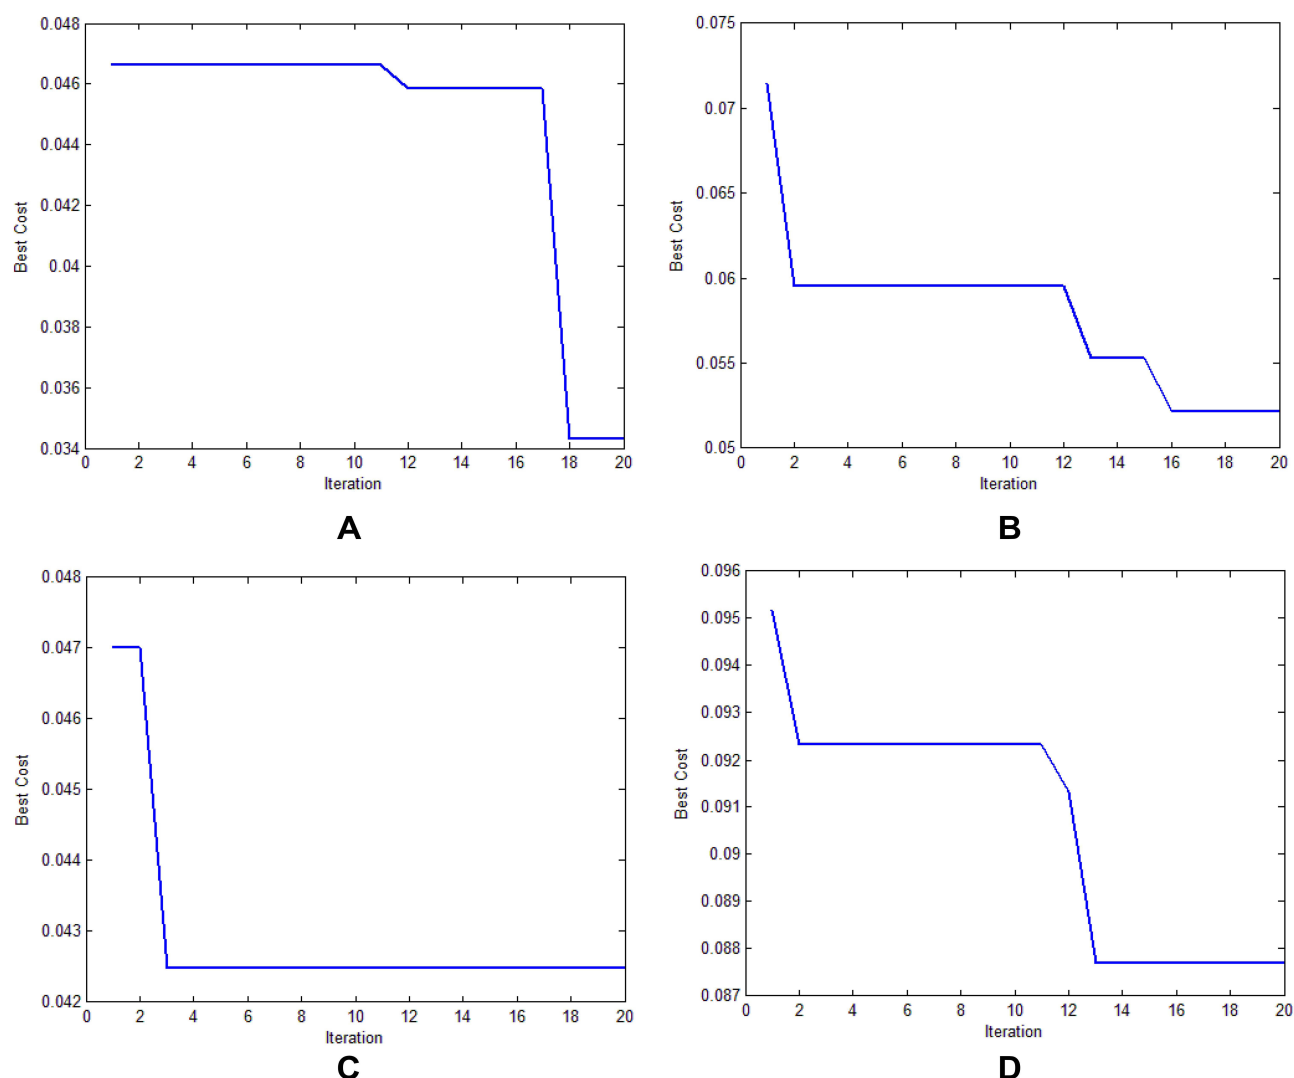 0.048
0.046
0.044
0.042
0.04
0.038
0.036
0.034
Best Cost
0 2 4 6 8 10 12 14 16 18 20
Iteration
A
0.075
0.07
0.065
0.06
0.055
0.05
Best Cost
0 2 4 6 8 10 12 14 16 18 20
Iteration
B
0.048
0.047
0.046
0.045
0.044
0.043
0.042
Best Cost
0 2 4 6 8 10 12 14 16 18 20
Iteration
C
0.096
0.095
0.094
0.093
0.092
0.091
0.09
0.089
0.088
0.087
Best Cost
0 2 4 6 8 10 12 14 16 18 20
Iteration
D